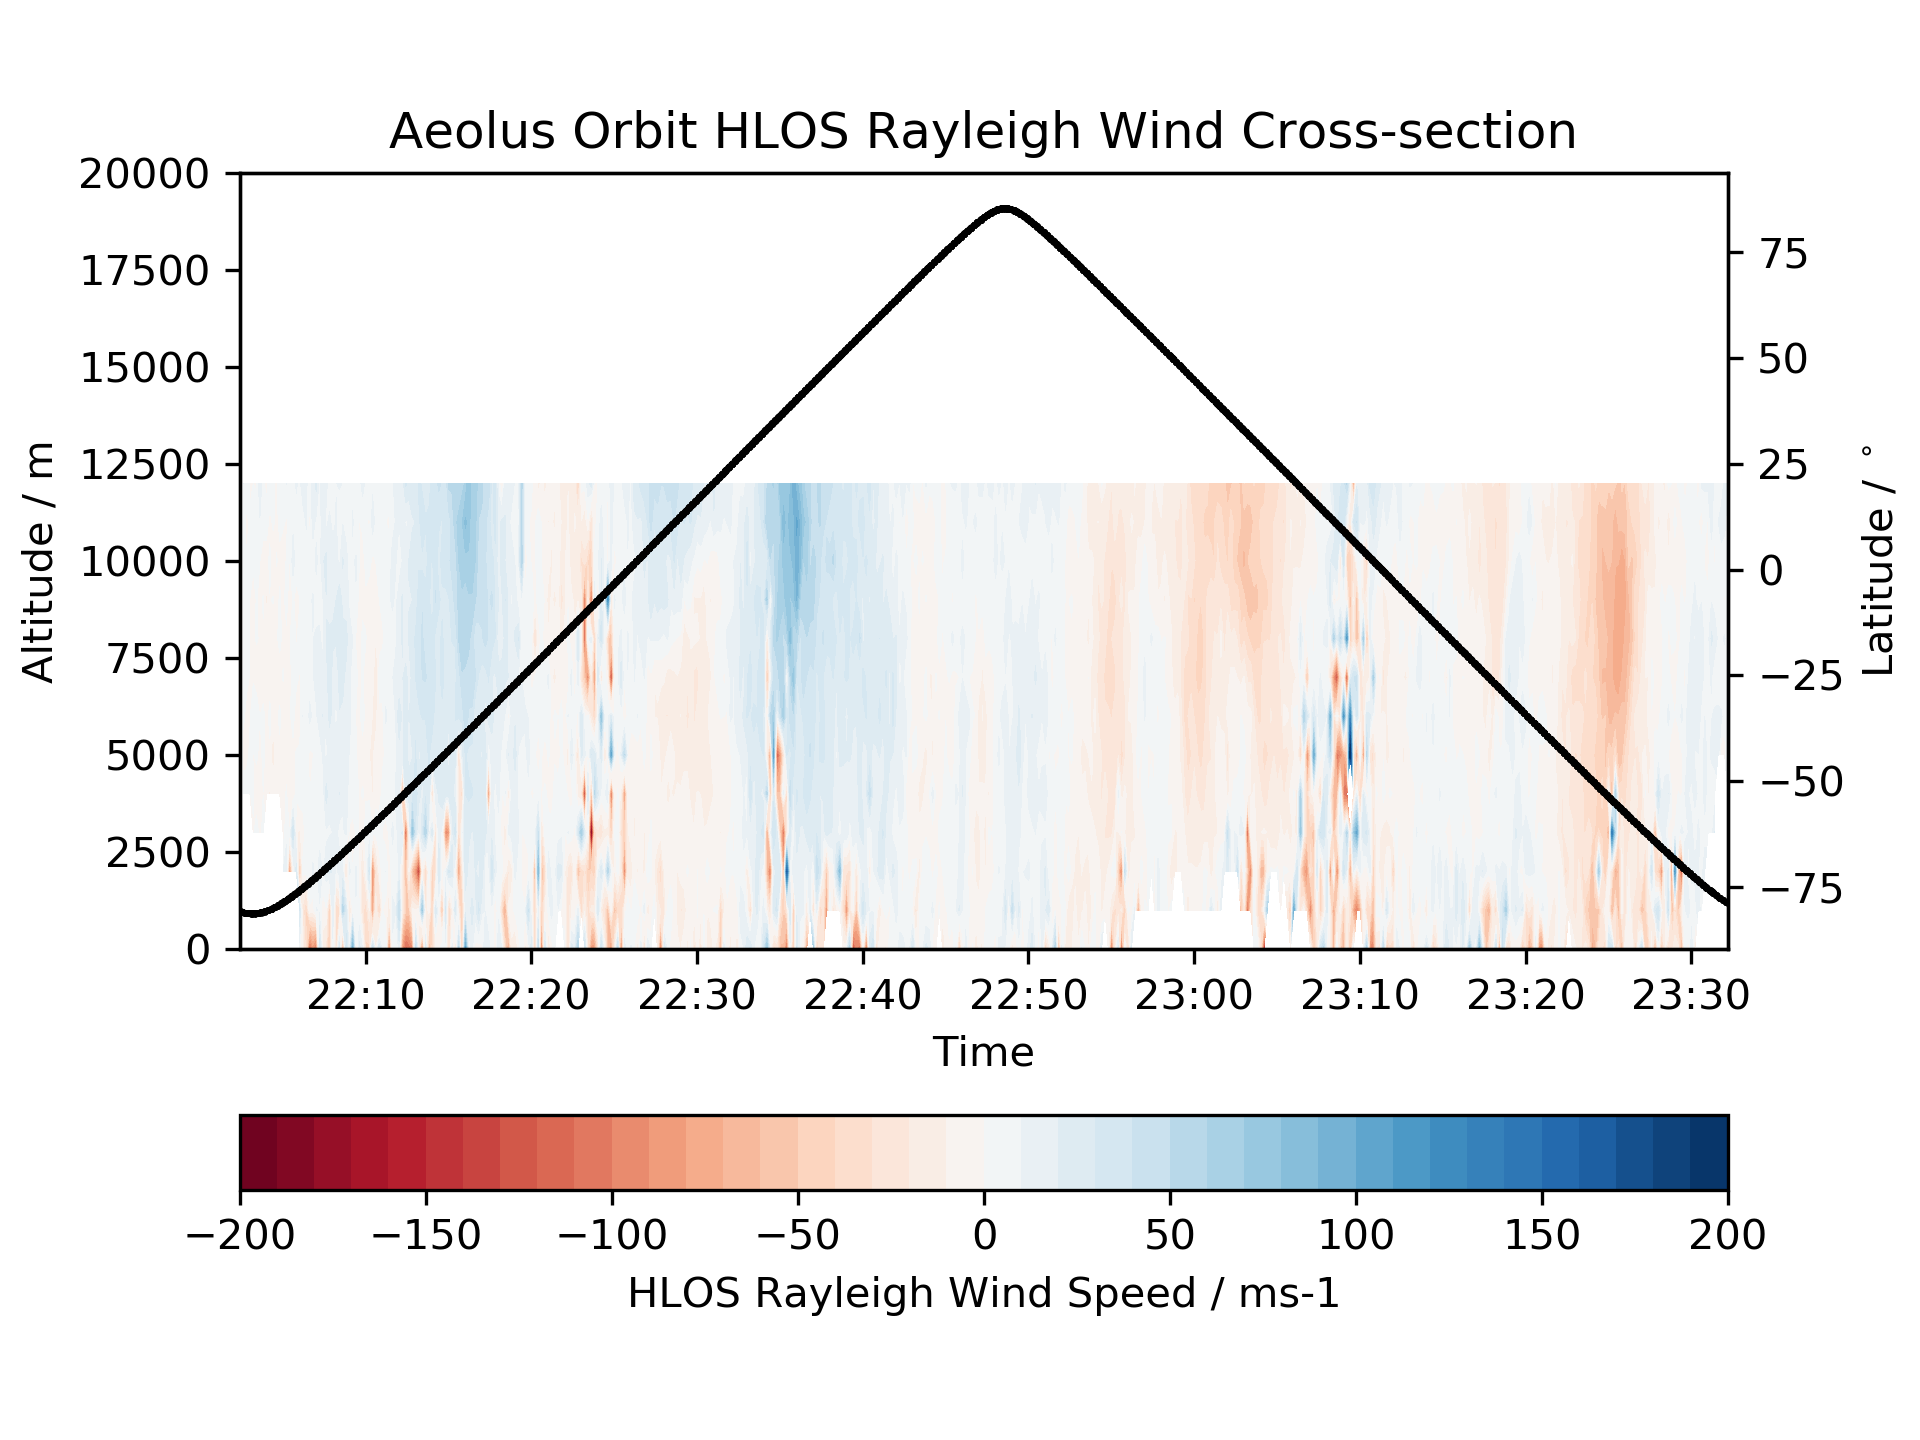 Aeolus Orbit HLOS Rayleigh Wind Cross-section
20000
17500
15000
12500
10000
7500
5000
2500
0
Altitude / m
75
50
25
0
−25
−50
−75
Latitude / °
22:10 22:20 22:30 22:40 22:50 23:00 23:10 23:20 23:30
Time
−200 −150 −100 −50 0 50 100 150 200
HLOS Rayleigh Wind Speed / ms-1